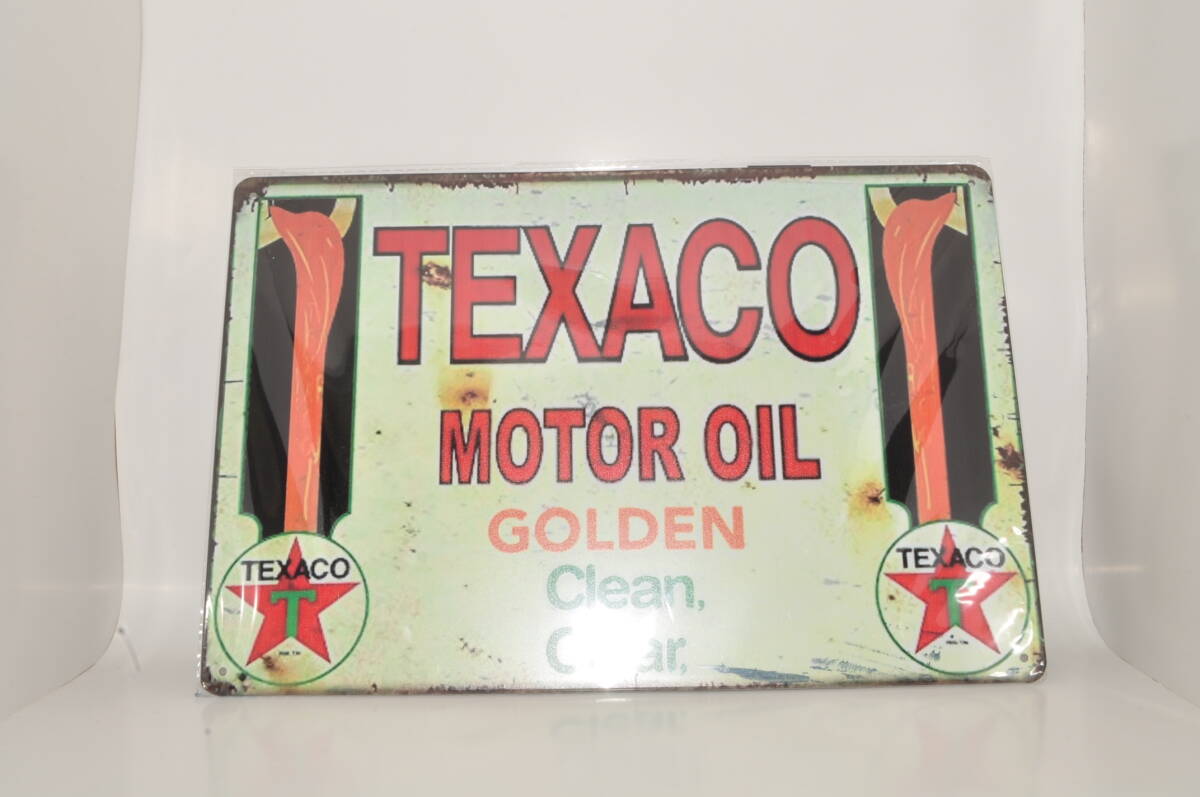 TEXACO
MOTOR OIL
GOLDEN
Clean,
TEXACO
T
TEXACO
T